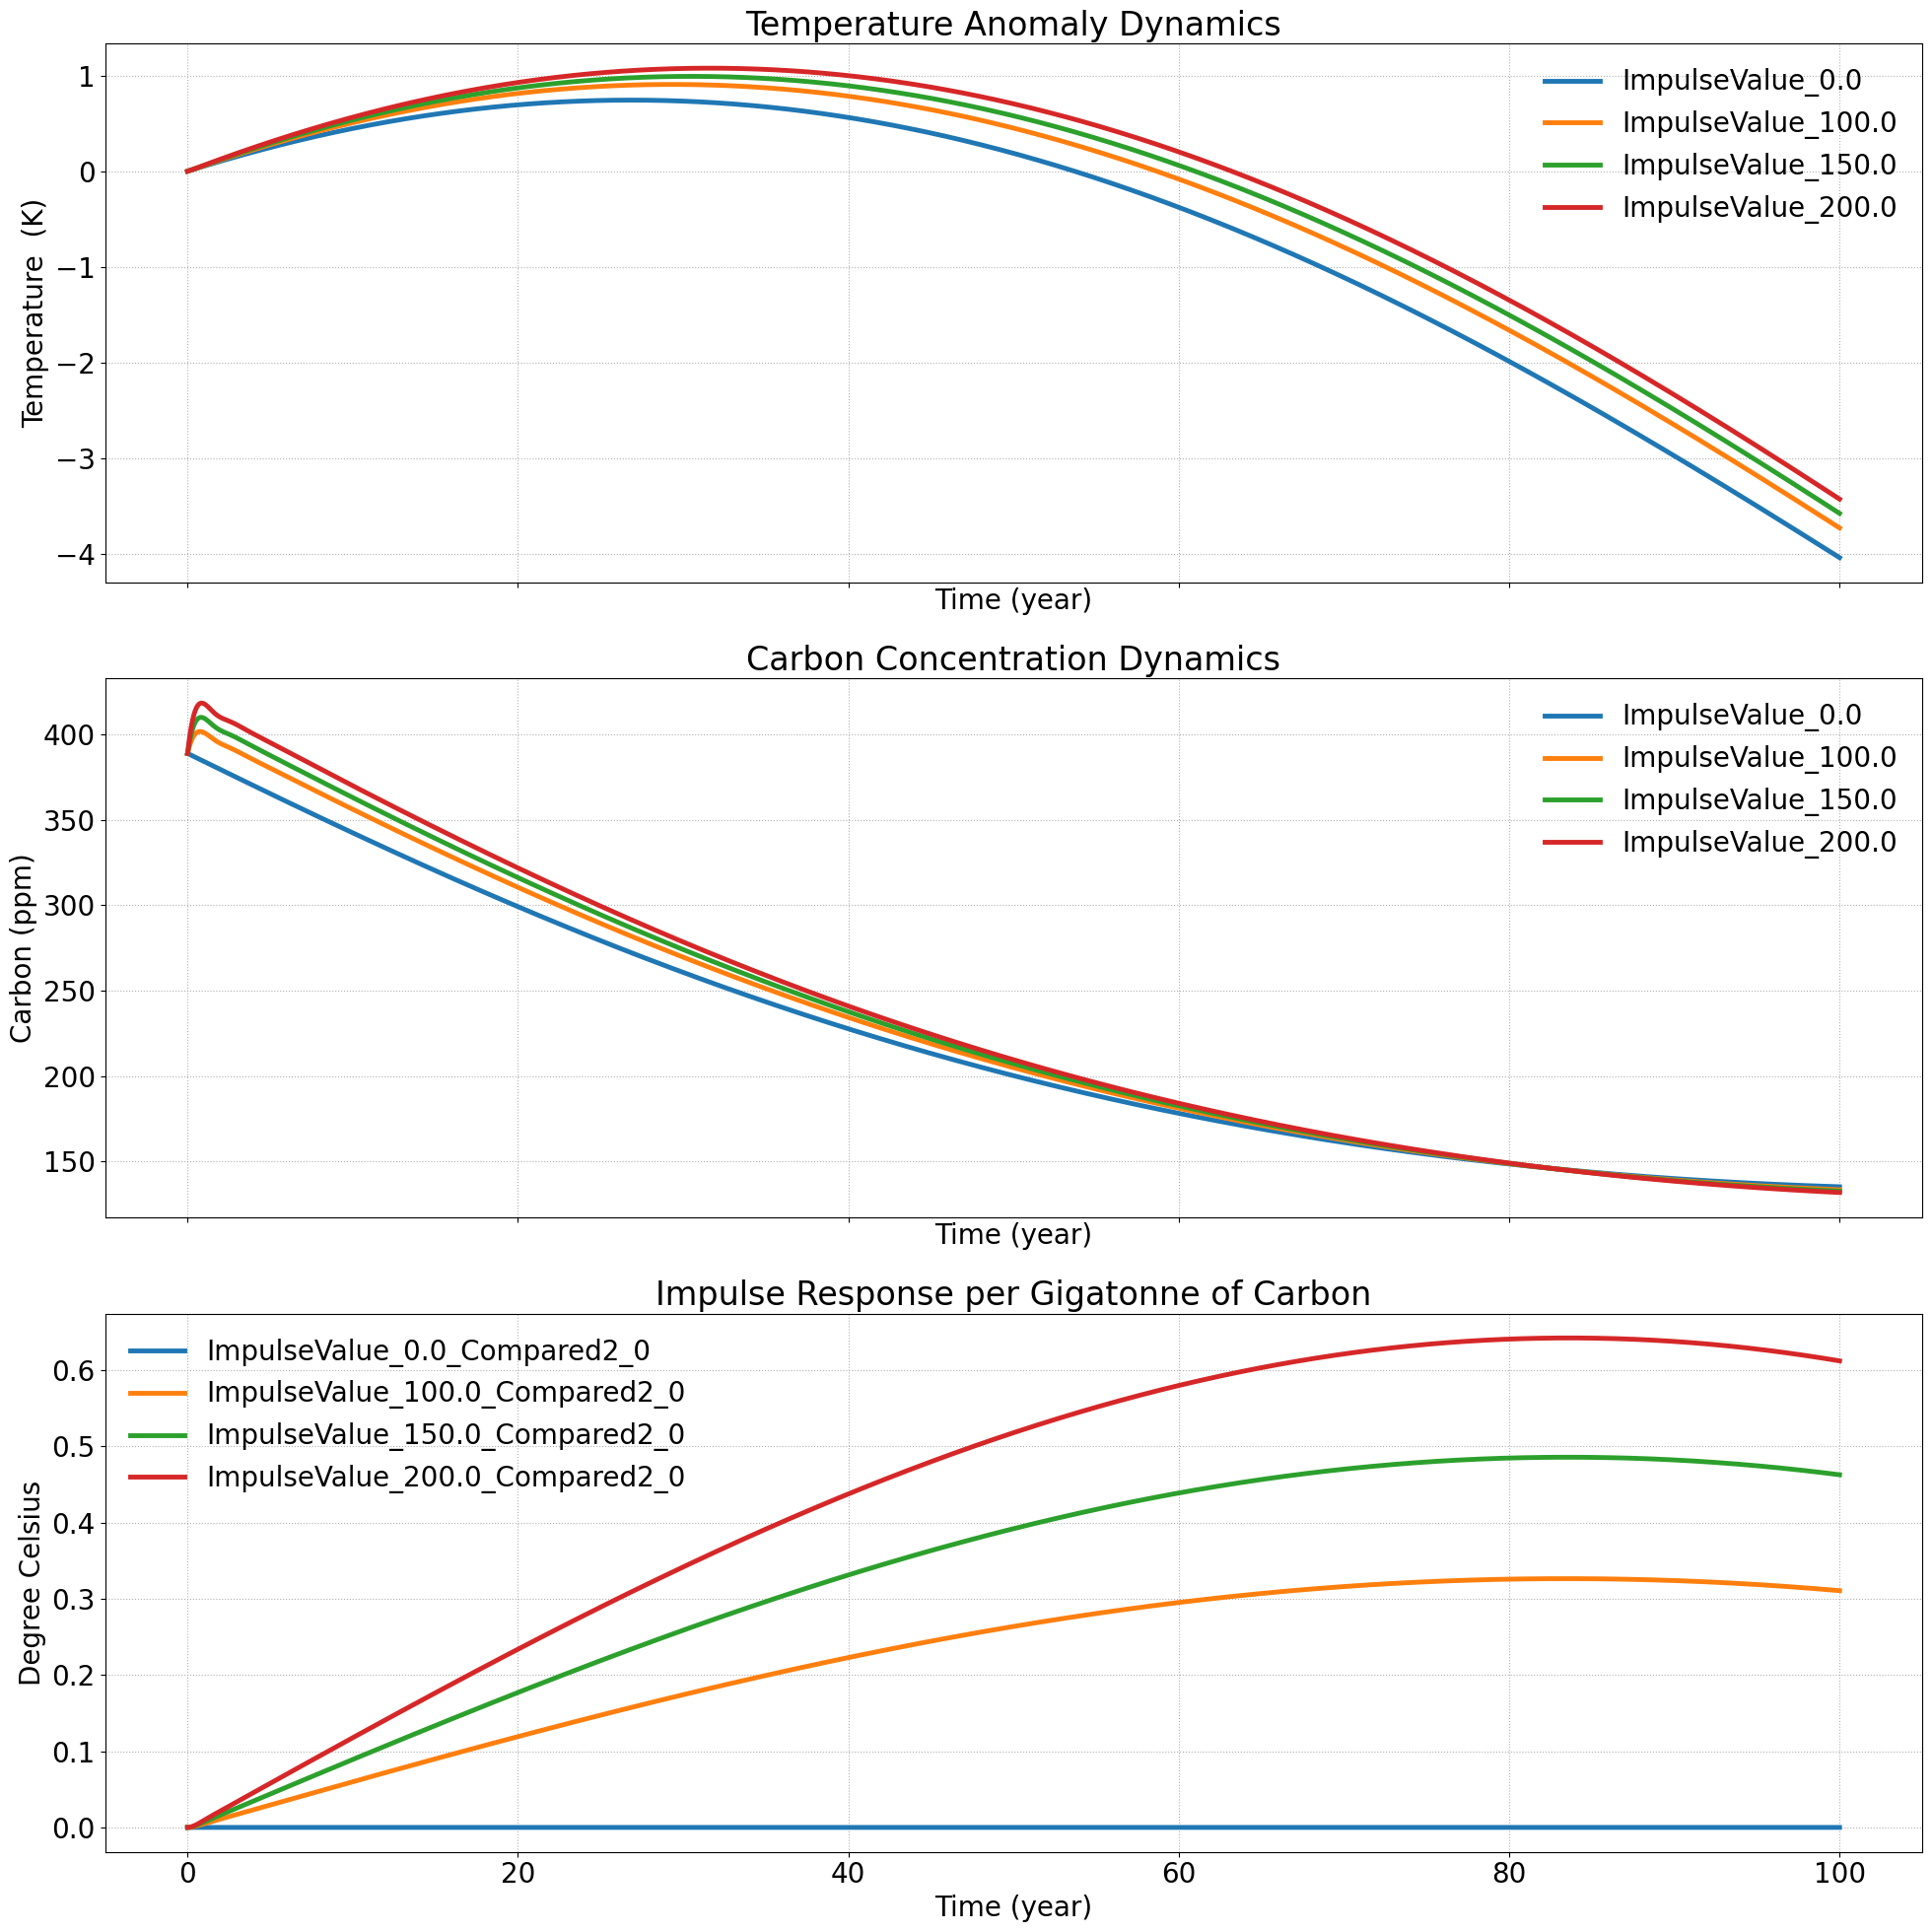 Temperature Anomaly Dynamics
Temperature  (K)
1
0
−1
−2
−3
−4
ImpulseValue_0.0
ImpulseValue_100.0
ImpulseValue_150.0
ImpulseValue_200.0
Time (year)
Carbon Concentration Dynamics
Carbon (ppm)
400
350
300
250
200
150
ImpulseValue_0.0
ImpulseValue_100.0
ImpulseValue_150.0
ImpulseValue_200.0
Time (year)
Impulse Response per Gigatonne of Carbon
Degree Celsius
0.6
0.5
0.4
0.3
0.2
0.1
0.0
ImpulseValue_0.0_Compared2_0
ImpulseValue_100.0_Compared2_0
ImpulseValue_150.0_Compared2_0
ImpulseValue_200.0_Compared2_0
0 20 40 60 80 100
Time (year)